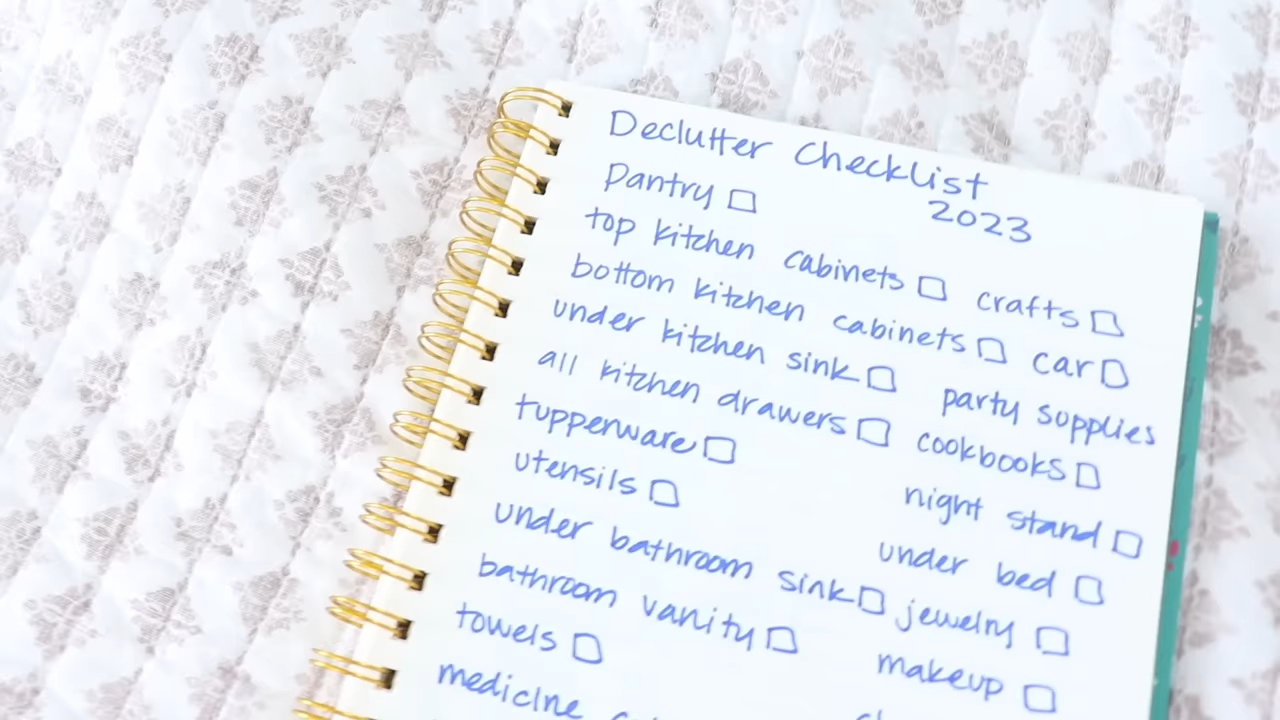 Declutter Checklist
2023
Pantry
top kitchen cabinets
bottom kitchen cabinets
under kitchen sink
all kitchen drawers
tupperware
utensils
under bathroom sink
bathroom vanity
towels
medicine
crafts
car
party supplies
cookbooks
night stand
under bed
jewelry
makeup